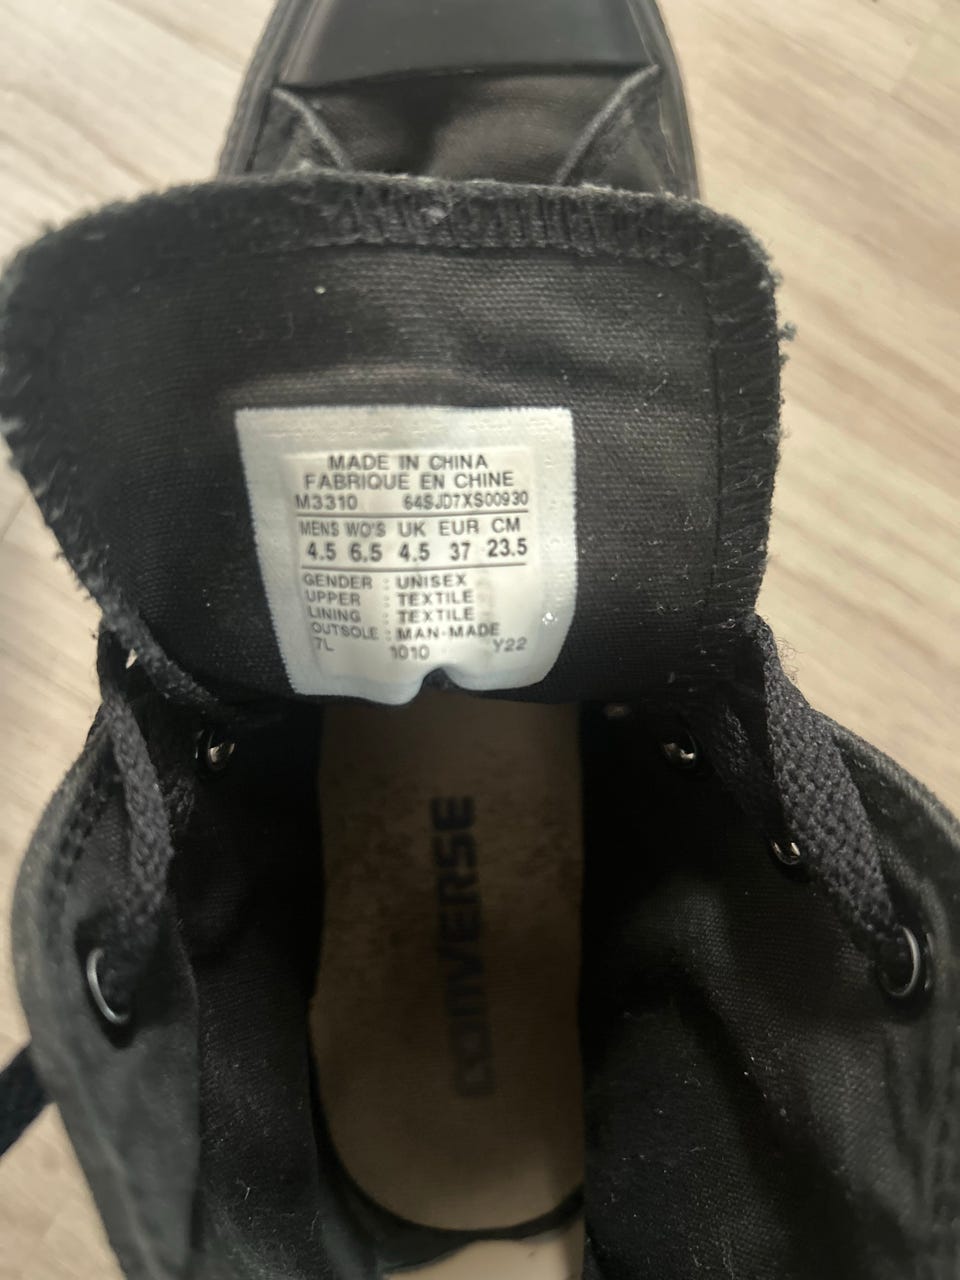 MADE IN CHINA
FABRIQUE EN CHINE
M3310 64SJD7XS00930
MENS WO'S UK EUR CM
4.5 6.5 4.5 37 23.5
GENDER : UNISEX
UPPER : TEXTILE
LINING : TEXTILE
OUTSOLE : MAN-MADE
7L 1010 Y22
CONVERSE